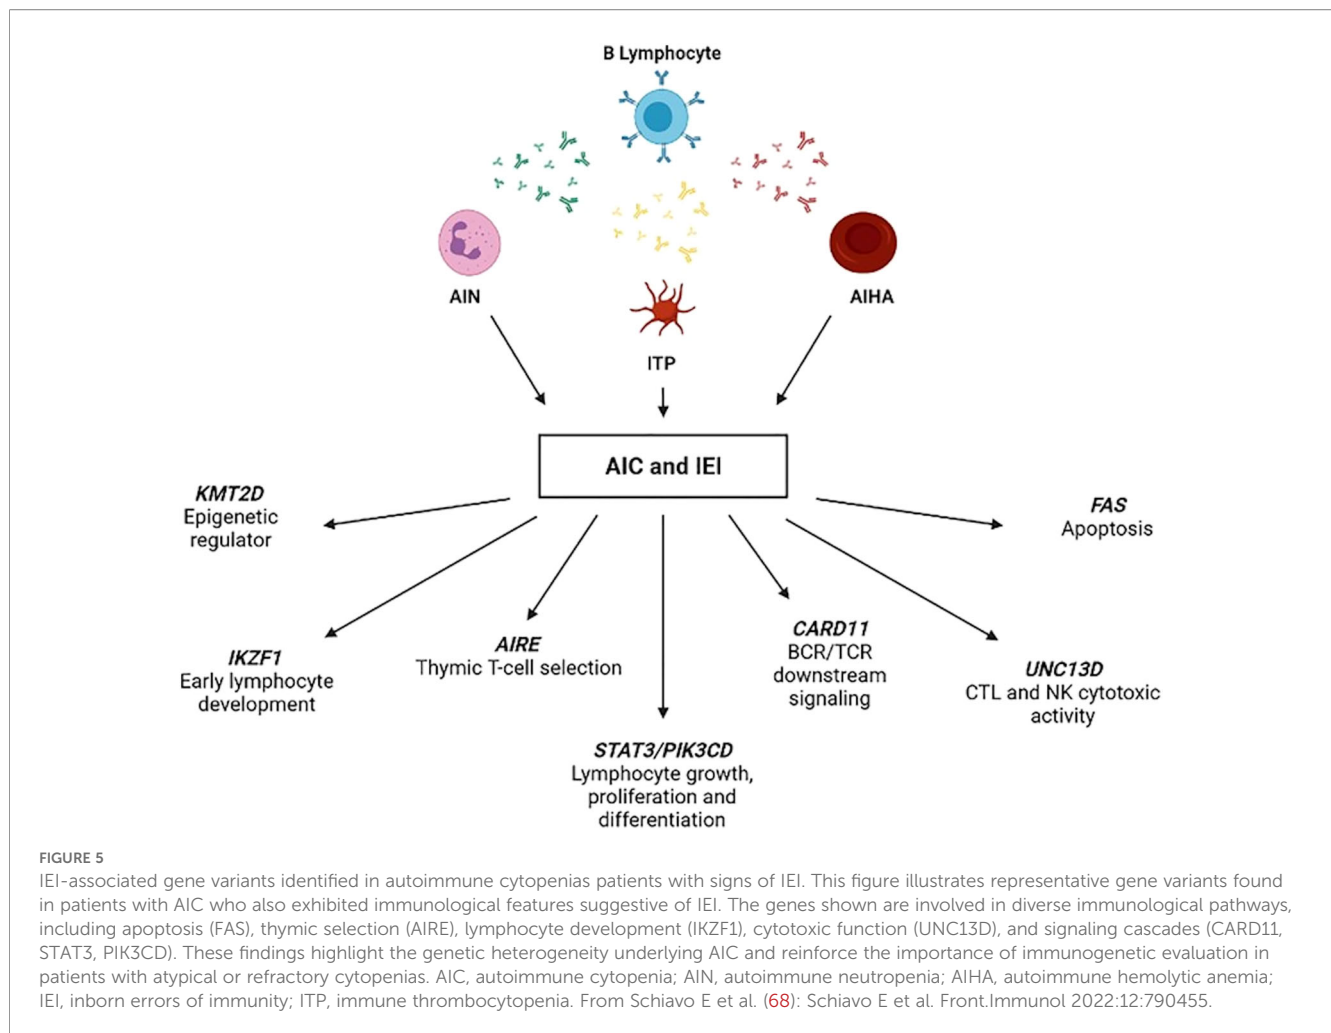 B Lymphocyte
AIN
AIHA
ITP
AIC and IEI
KMT2D
Epigenetic
regulator
FAS
Apoptosis
IKZF1
Early lymphocyte
development
AIRE
Thymic T-cell selection
CARD11
BCR/TCR
downstream
signaling
UNC13D
CTL and NK cytotoxic
activity
STAT3/PIK3CD
Lymphocyte growth,
proliferation and
differentiation
FIGURE 5
IEI-associated gene variants identified in autoimmune cytopenias patients with signs of IEI. This figure illustrates representative gene variants found
in patients with AIC who also exhibited immunological features suggestive of IEI. The genes shown are involved in diverse immunological pathways,
including apoptosis (FAS), thymic selection (AIRE), lymphocyte development (IKZF1), cytotoxic function (UNC13D), and signaling cascades (CARD11,
STAT3, PIK3CD). These findings highlight the genetic heterogeneity underlying AIC and reinforce the importance of immunogenetic evaluation in
patients with atypical or refractory cytopenias. AIC, autoimmune cytopenia; AIN, autoimmune neutropenia; AIHA, autoimmune hemolytic anemia;
IEI, inborn errors of immunity; ITP, immune thrombocytopenia. From Schiavo E et al. (68): Schiavo E et al. Front.Immunol 2022:12:790455.